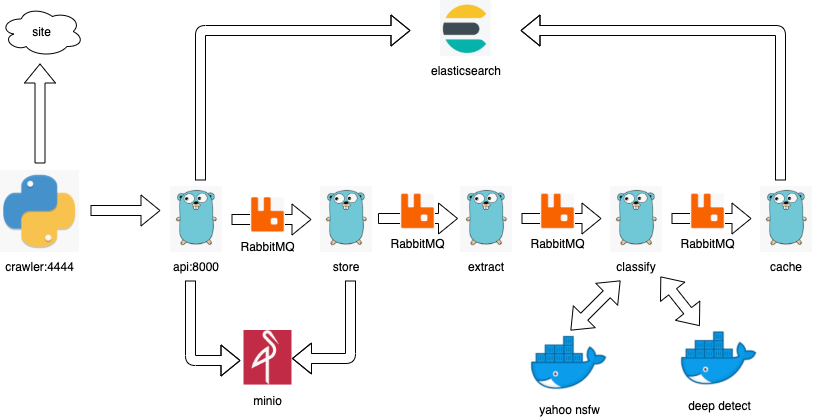 site
elasticsearch
RabbitMQ
RabbitMQ
RabbitMQ
RabbitMQ
crawler:4444
api:8000
store
extract
classify
cache
minio
yahoo nsfw
deep detect